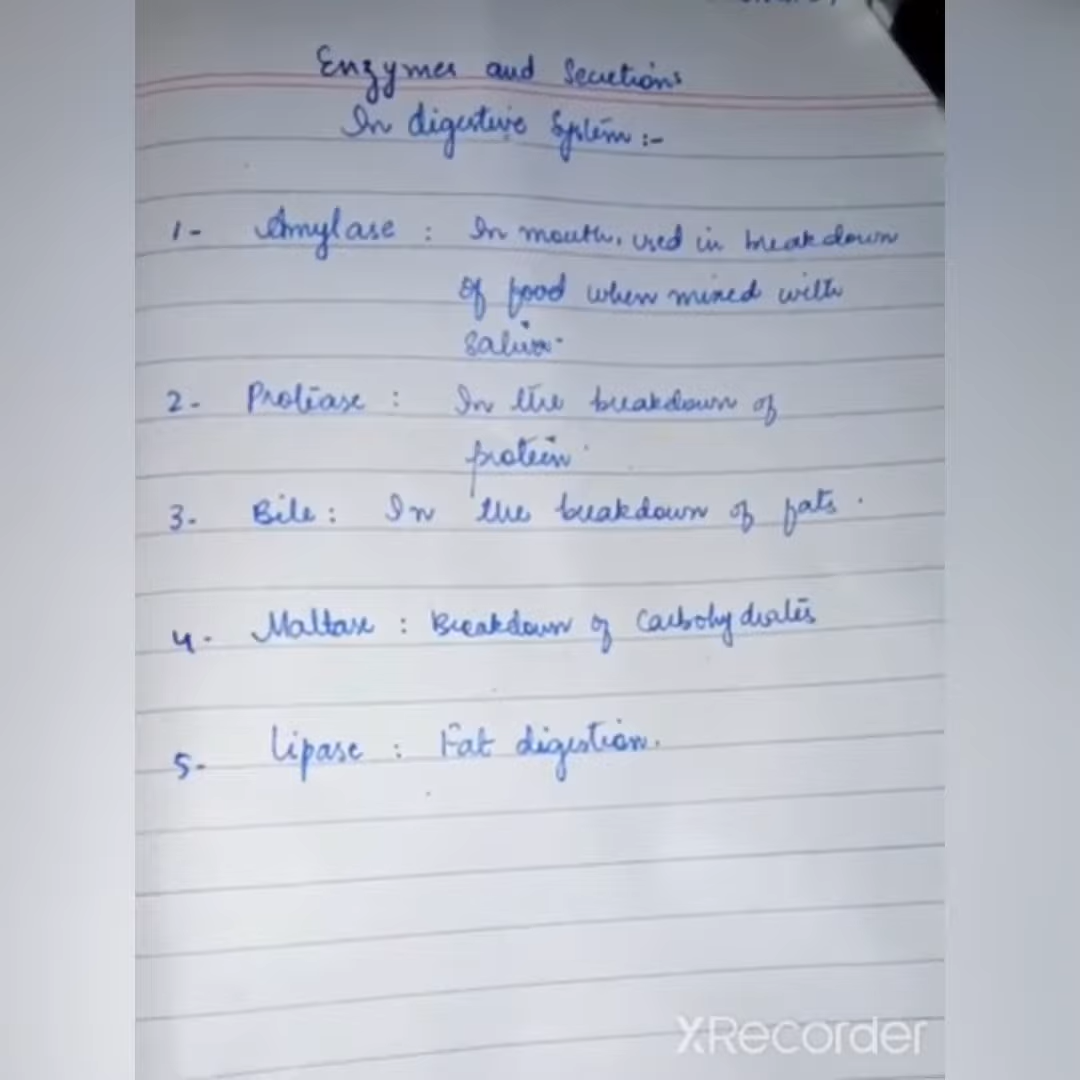 Enzymes and Secretions
In digestive System :-
1- Amylase : In mouth, used in breakdown
of food when mixed with
saliva.
2- Protease : In the breakdown of
protein.
3- Bile : In the breakdown of fats.
4- Maltase : Breakdown of Carbohydrates
5- Lipase : Fat digestion.
XRecorder